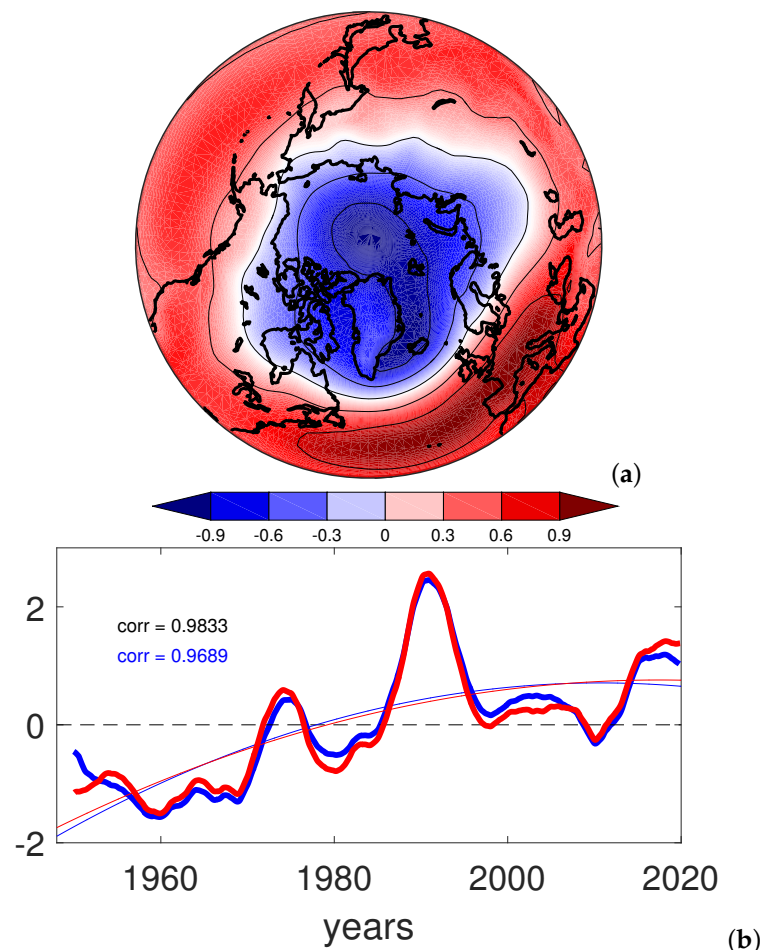 (a)
-0.9 -0.6 -0.3 0 0.3 0.6 0.9
2
corr = 0.9833
corr = 0.9689
0
-2
1960 1980 2000 2020
years
(b)